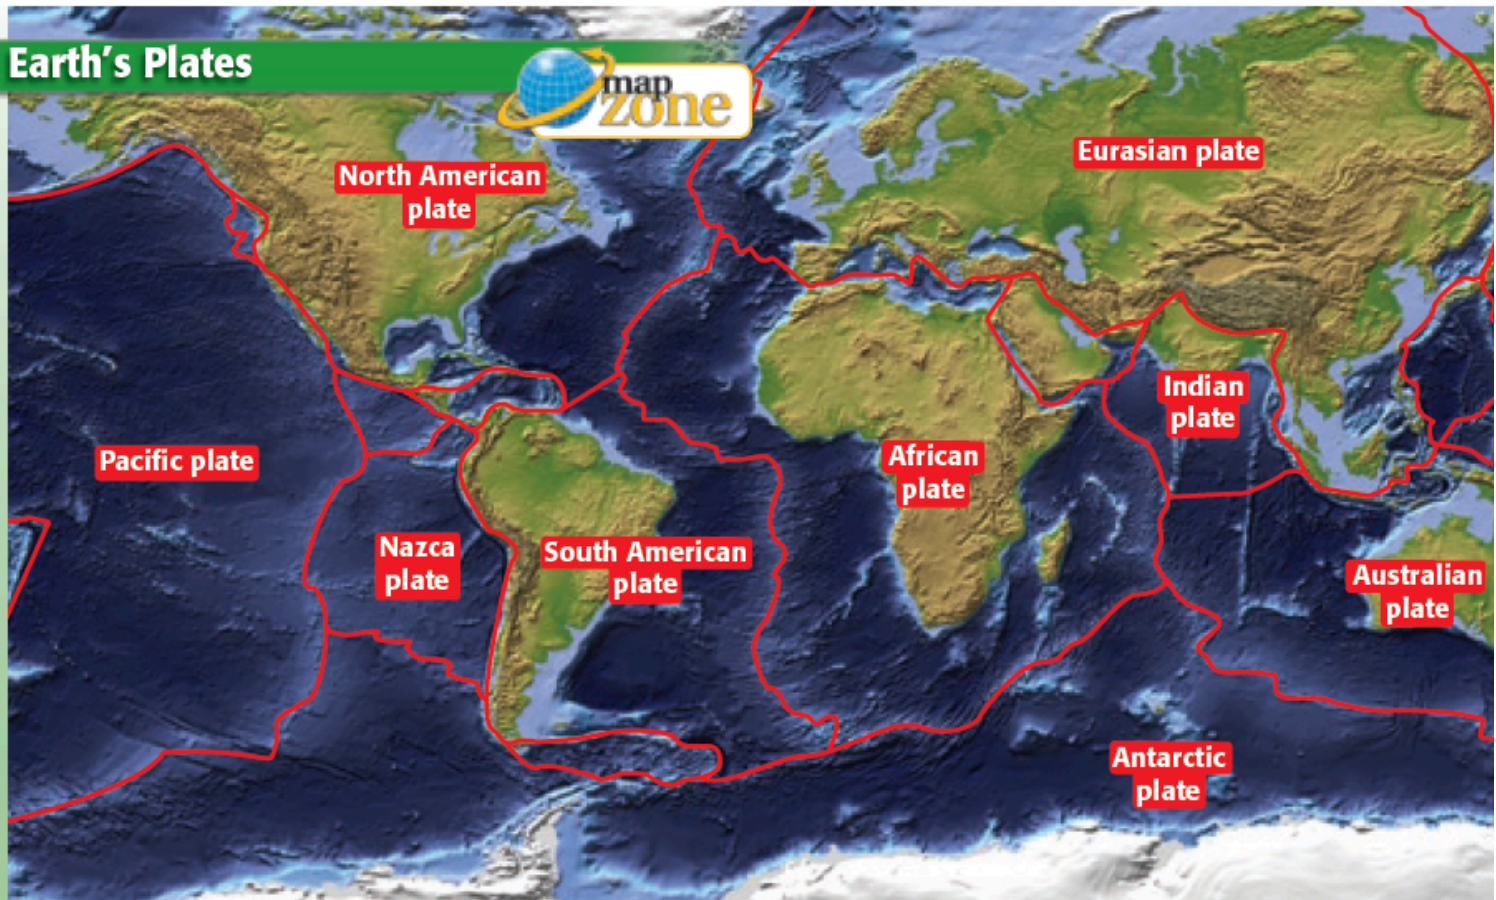 Earth's Plates
map
zone
North American
plate
Eurasian plate
Indian
plate
Pacific plate
African
plate
Nazca
plate
South American
plate
Australian
plate
Antarctic
plate